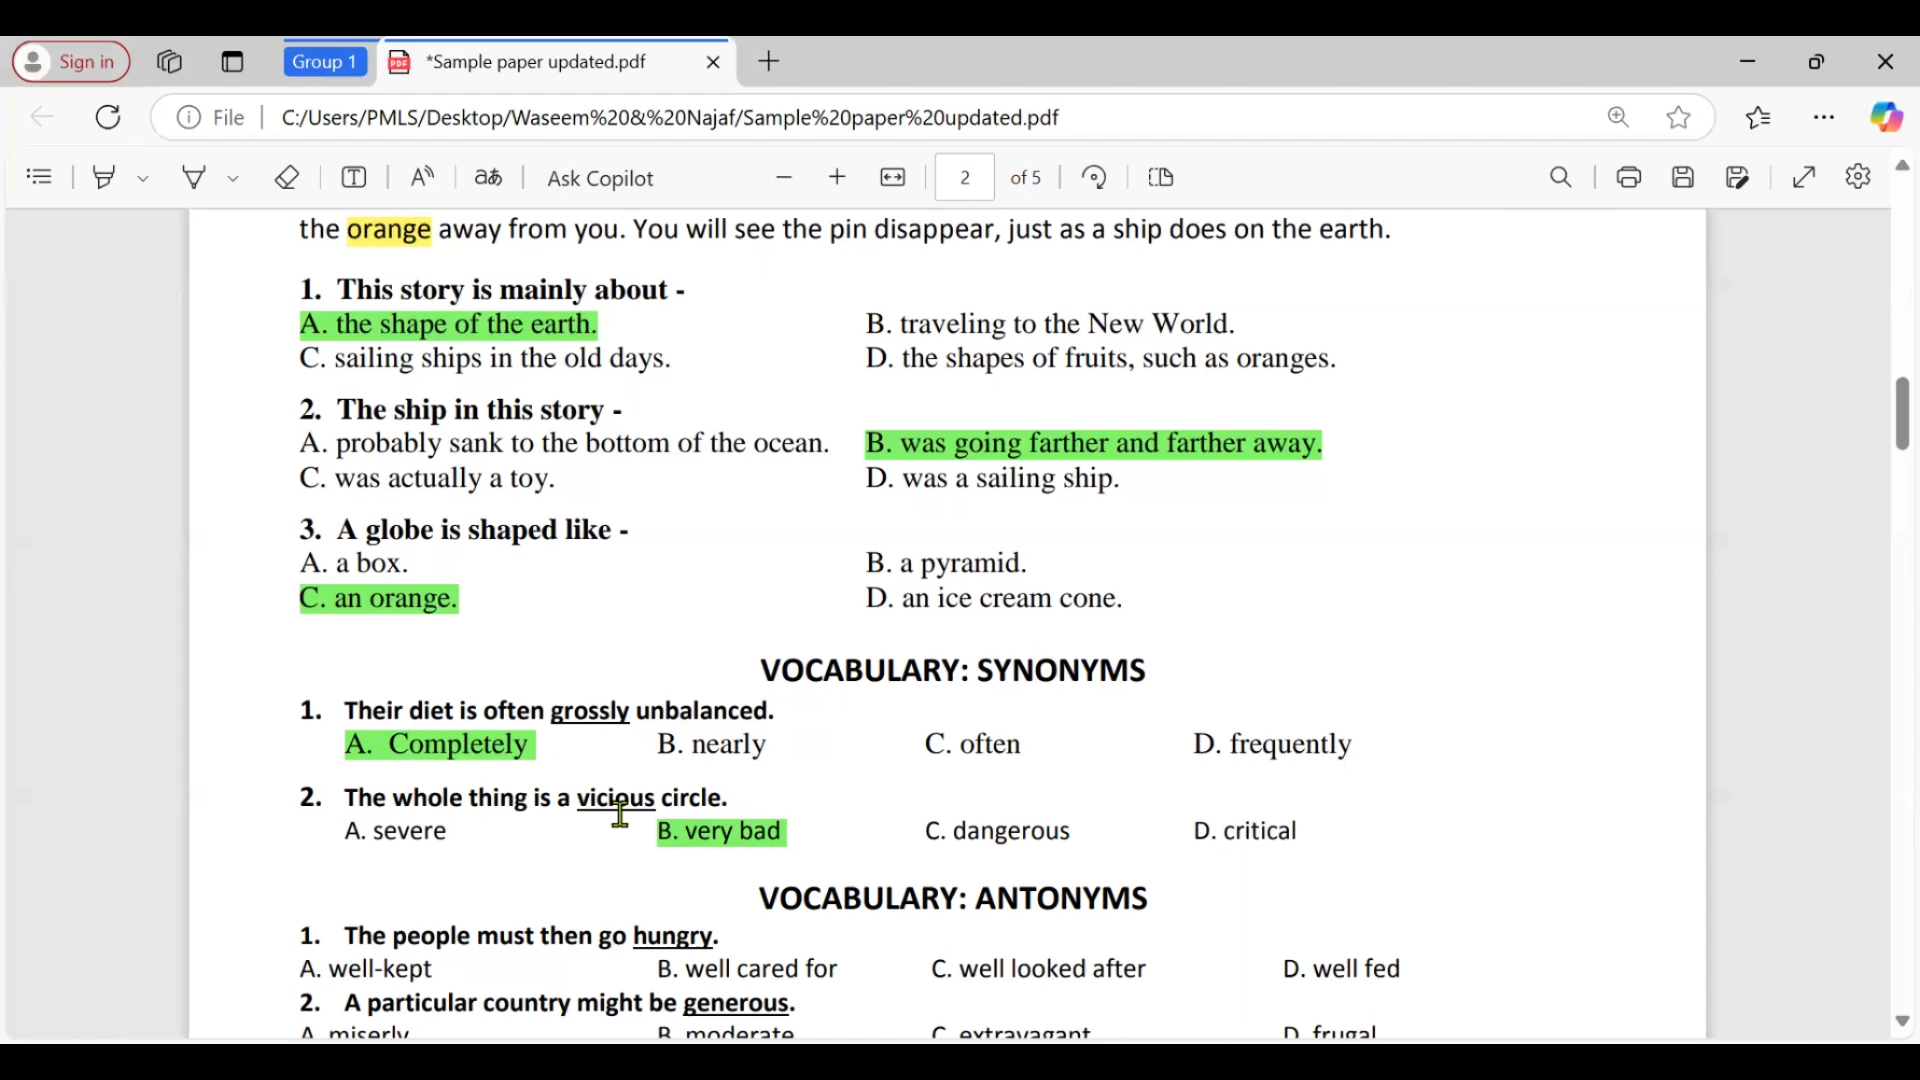 Sign in
Group 1
*Sample paper updated.pdf
File
C:/Users/PMLS/Desktop/Waseem%20&%20Najaf/Sample%20paper%20updated.pdf
Ask Copilot
2
of 5
the orange away from you. You will see the pin disappear, just as a ship does on the earth.
1. This story is mainly about -
A. the shape of the earth. B. traveling to the New World.
C. sailing ships in the old days. D. the shapes of fruits, such as oranges.
2. The ship in this story -
A. probably sank to the bottom of the ocean. B. was going farther and farther away.
C. was actually a toy. D. was a sailing ship.
3. A globe is shaped like -
A. a box. B. a pyramid.
C. an orange. D. an ice cream cone.
VOCABULARY: SYNONYMS
1. Their diet is often grossly unbalanced.
A. Completely B. nearly C. often D. frequently
2. The whole thing is a vicious circle.
A. severe B. very bad C. dangerous D. critical
VOCABULARY: ANTONYMS
1. The people must then go hungry.
A. well-kept B. well cared for C. well looked after D. well fed
2. A particular country might be generous.
A. miserly B. moderate C. extravagant D. frugal